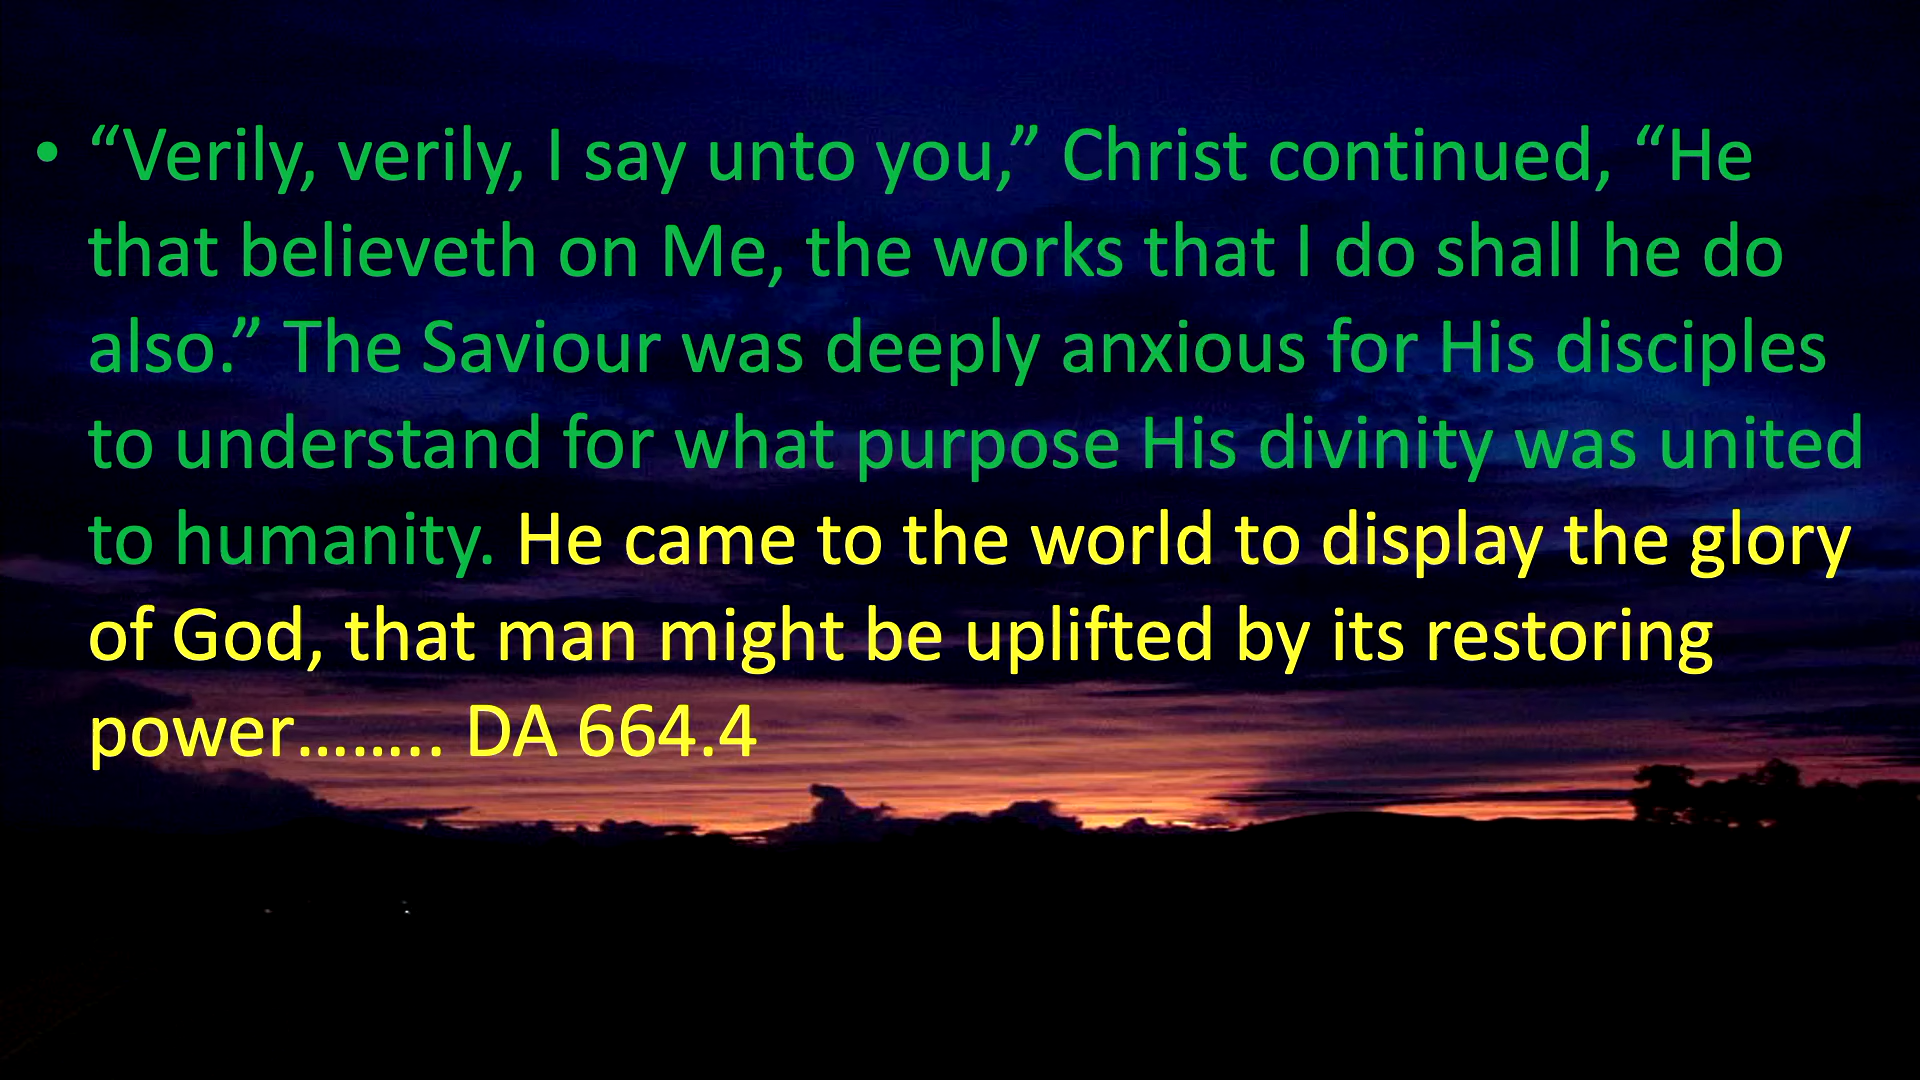 • “Verily, verily, I say unto you,” Christ continued, “He
that believeth on Me, the works that I do shall he do
also.” The Saviour was deeply anxious for His disciples
to understand for what purpose His divinity was united
to humanity. He came to the world to display the glory
of God, that man might be uplifted by its restoring
power…….. DA 664.4